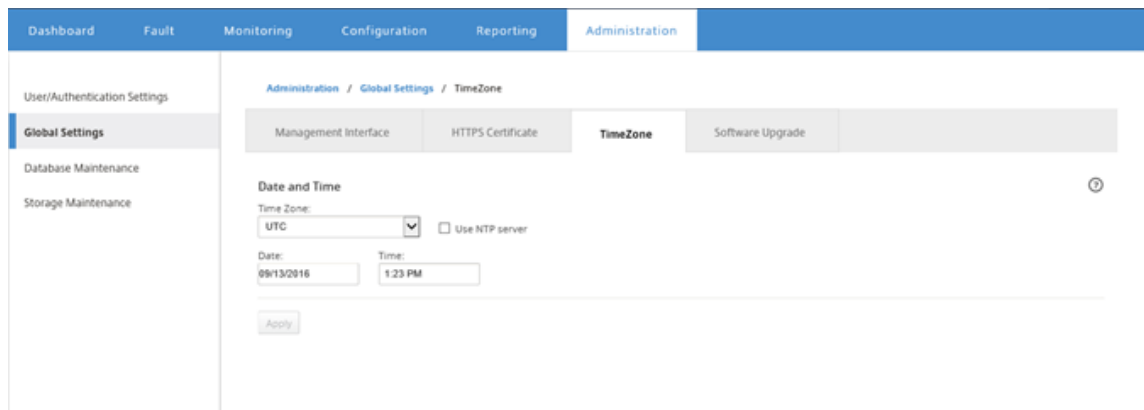 Dashboard Fault Monitoring Configuration Reporting Administration
User/Authentication Settings
Global Settings
Database Maintenance
Storage Maintenance
Administration / Global Settings / TimeZone
Management Interface HTTPS Certificate TimeZone Software Upgrade
Date and Time
?
Time Zone:
UTC
Use NTP server
Date: Time:
09/13/2016 1:23 PM
Apply